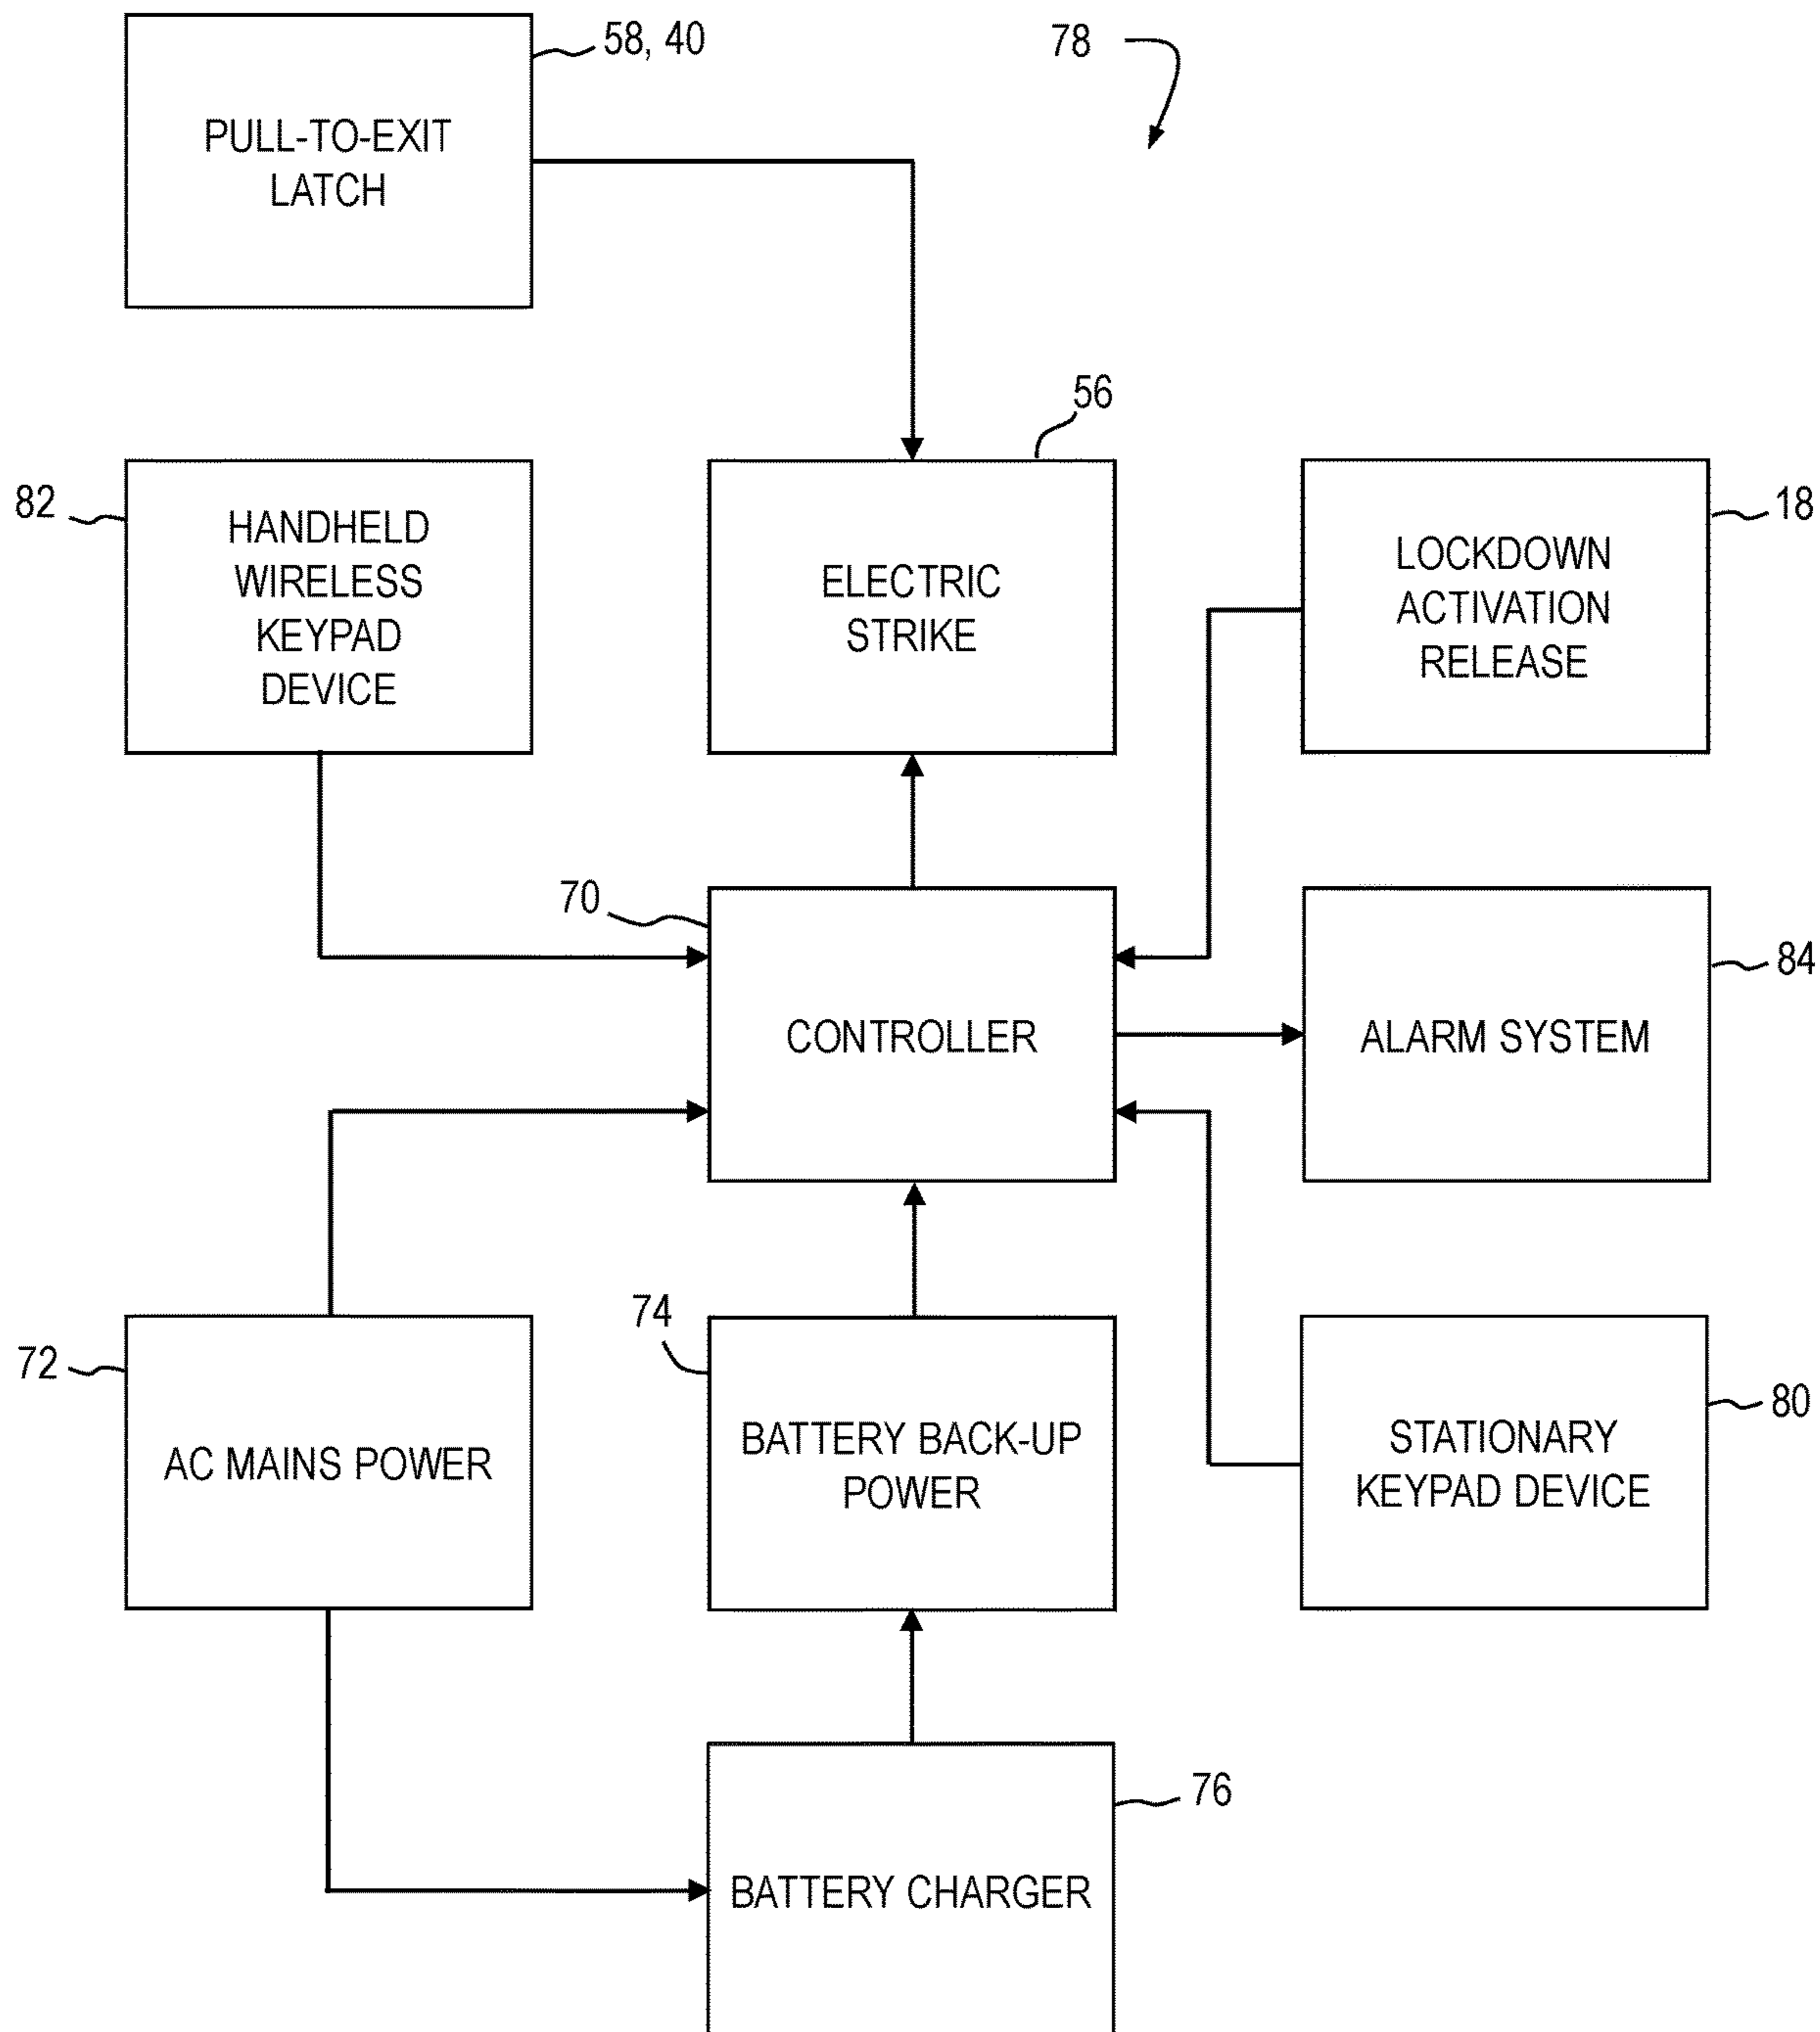 58, 40
78
PULL-TO-EXIT
LATCH
56
82
HANDHELD
WIRELESS
KEYPAD
DEVICE
ELECTRIC
STRIKE
18
LOCKDOWN
ACTIVATION
RELEASE
70
CONTROLLER
84
ALARM SYSTEM
72
AC MAINS POWER
74
BATTERY BACK-UP
POWER
80
STATIONARY
KEYPAD DEVICE
76
BATTERY CHARGER